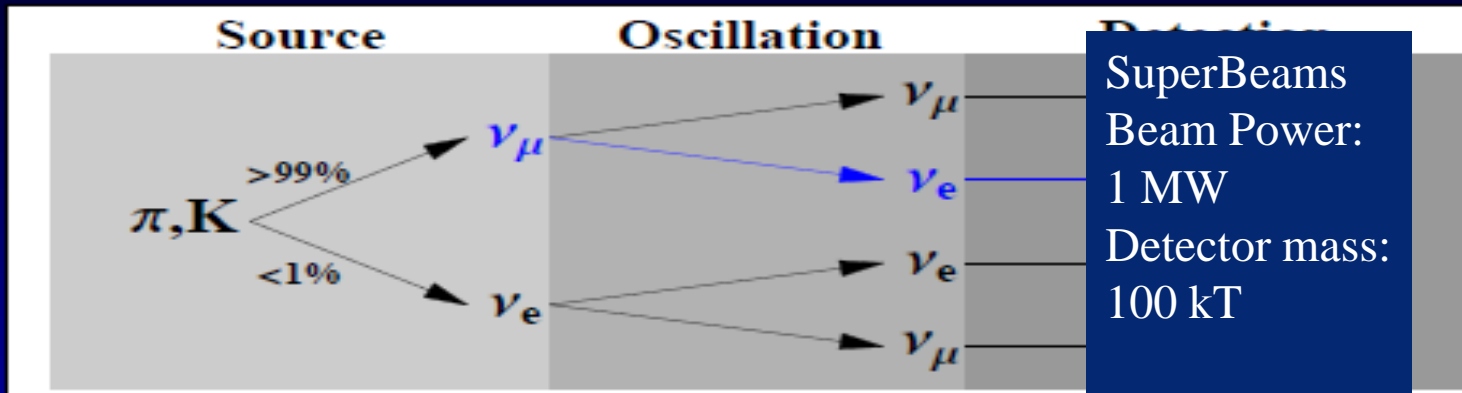 Source Oscillation
>99%
<1%
π,K
νμ
νe
νμ
νe
νe
νμ
SuperBeams
Beam Power:
1 MW
Detector mass:
100 kT